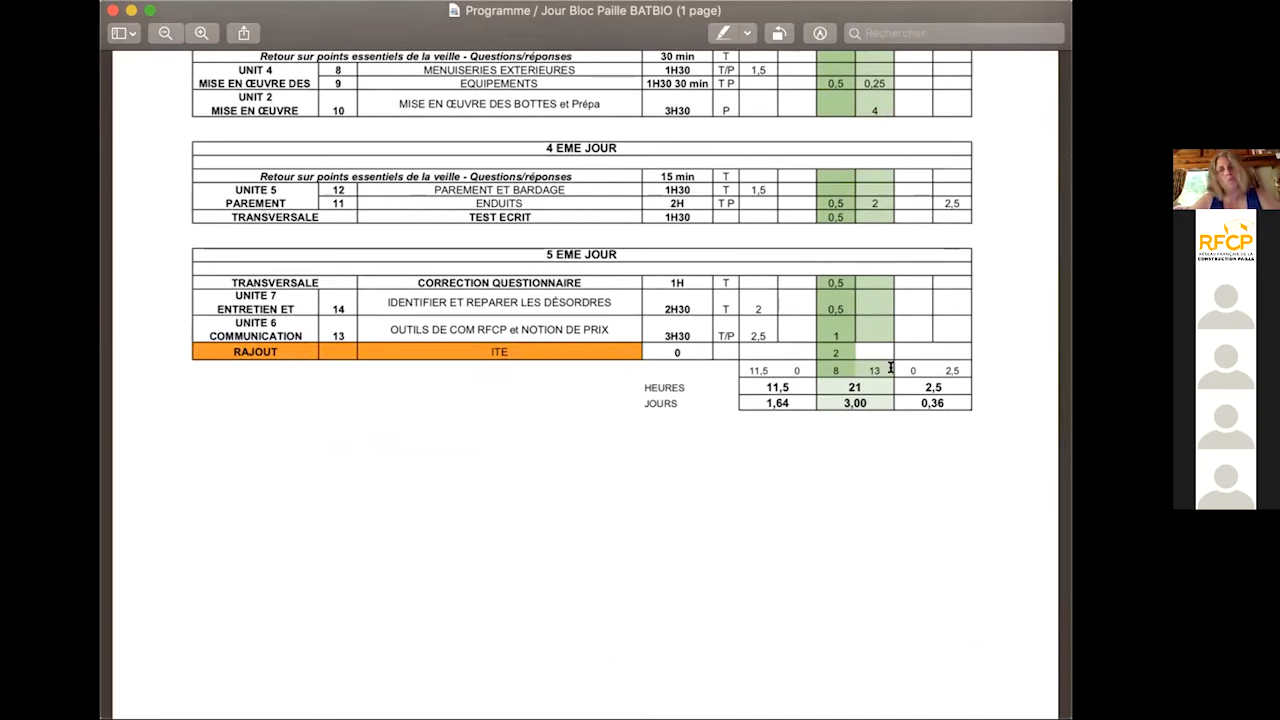 Programme / Jour Bloc Paille BATBIO (1 page)
Rechercher
Retour sur points essentiels de la veille - Questions/réponses 30 min T
UNIT 4 8 MENUISERIES EXTERIEURES 1H30 T/P 1,5
MISE EN ŒUVRE DES 9 EQUIPEMENTS 1H30 30 min T P 0,5 0,25
UNIT 2
MISE EN ŒUVRE 10 MISE EN ŒUVRE DES BOTTES et Prépa 3H30 P 4
4 EME JOUR
Retour sur points essentiels de la veille - Questions/réponses 15 min T
UNITE 5 12 PAREMENT ET BARDAGE 1H30 T 1,5
PAREMENT 11 ENDUITS 2H T P 0,5 2 2,5
TRANSVERSALE TEST ECRIT 1H30 0,5
5 EME JOUR
TRANSVERSALE CORRECTION QUESTIONNAIRE 1H T 0,5
UNITE 7
ENTRETIEN ET 14 IDENTIFIER ET REPARER LES DÉSORDRES 2H30 T 2 0,5
UNITE 6
COMMUNICATION 13 OUTILS DE COM RFCP et NOTION DE PRIX 3H30 T/P 2,5 1
RAJOUT ITE 0 2
11,5 0 8 13 0 2,5
HEURES 11,5 21 2,5
JOURS 1,64 3,00 0,36
RFCP
RÉSEAU FRANÇAIS DE LA
CONSTRUCTION PAILLE